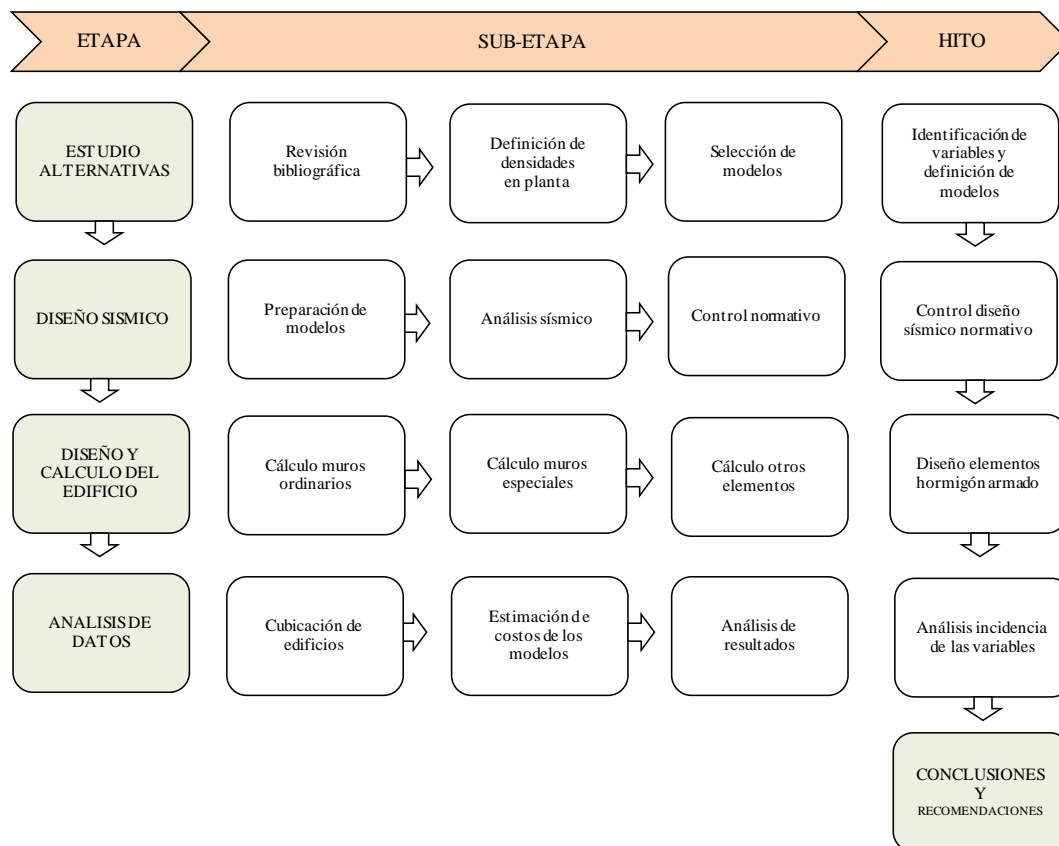 ETAPA
SUB-ETAPA
HITO
ESTUDIO
ALTERNATIVAS
Revisión
bibliográfica
Definición de
densidades
en planta
Selección de
modelos
Identificación de
variables y
definición de
modelos
DISEÑO SISMICO
Preparación de
modelos
Análisis sísmico
Control normativo
Control diseño
sísmico normativo
DISEÑO Y
CALCULO DEL
EDIFICIO
Cálculo muros
ordinarios
Cálculo muros
especiales
Cálculo otros
elementos
Diseño elementos
hormigón armado
ANALISIS DE
DATOS
Cubicación de
edificios
Estimación de
costos de los
modelos
Análisis de
resultados
Análisis incidencia
de las variables
CONCLUSIONES
Y
RECOMENDACIONES